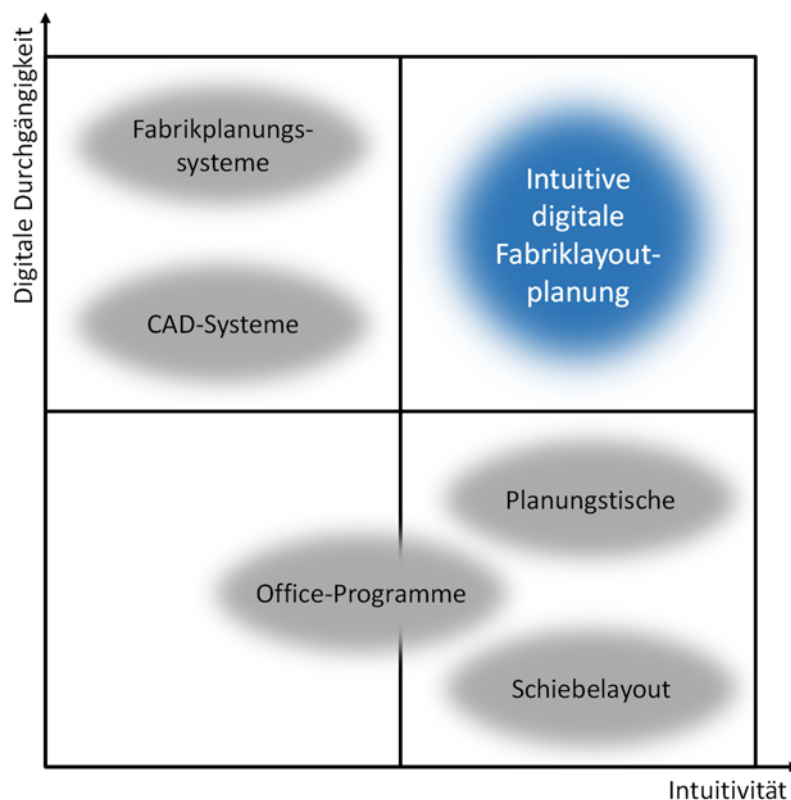 Digitale Durchgängigkeit
Fabrikplanungs-
systeme
Intuitive
digitale
Fabriklayout-
planung
CAD-Systeme
Planungstische
Office-Programme
Schiebelayout
Intuitivität